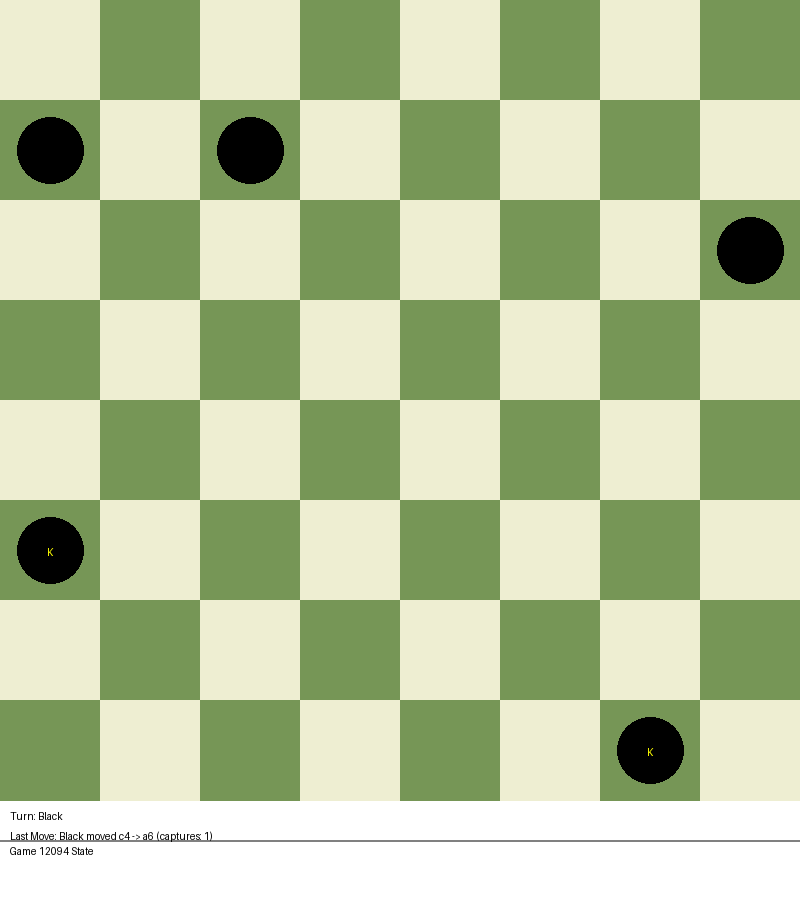 K
K
Turn: Black
Last Move: Black moved c4 -> a6 (captures: 1)
Game 12094 State